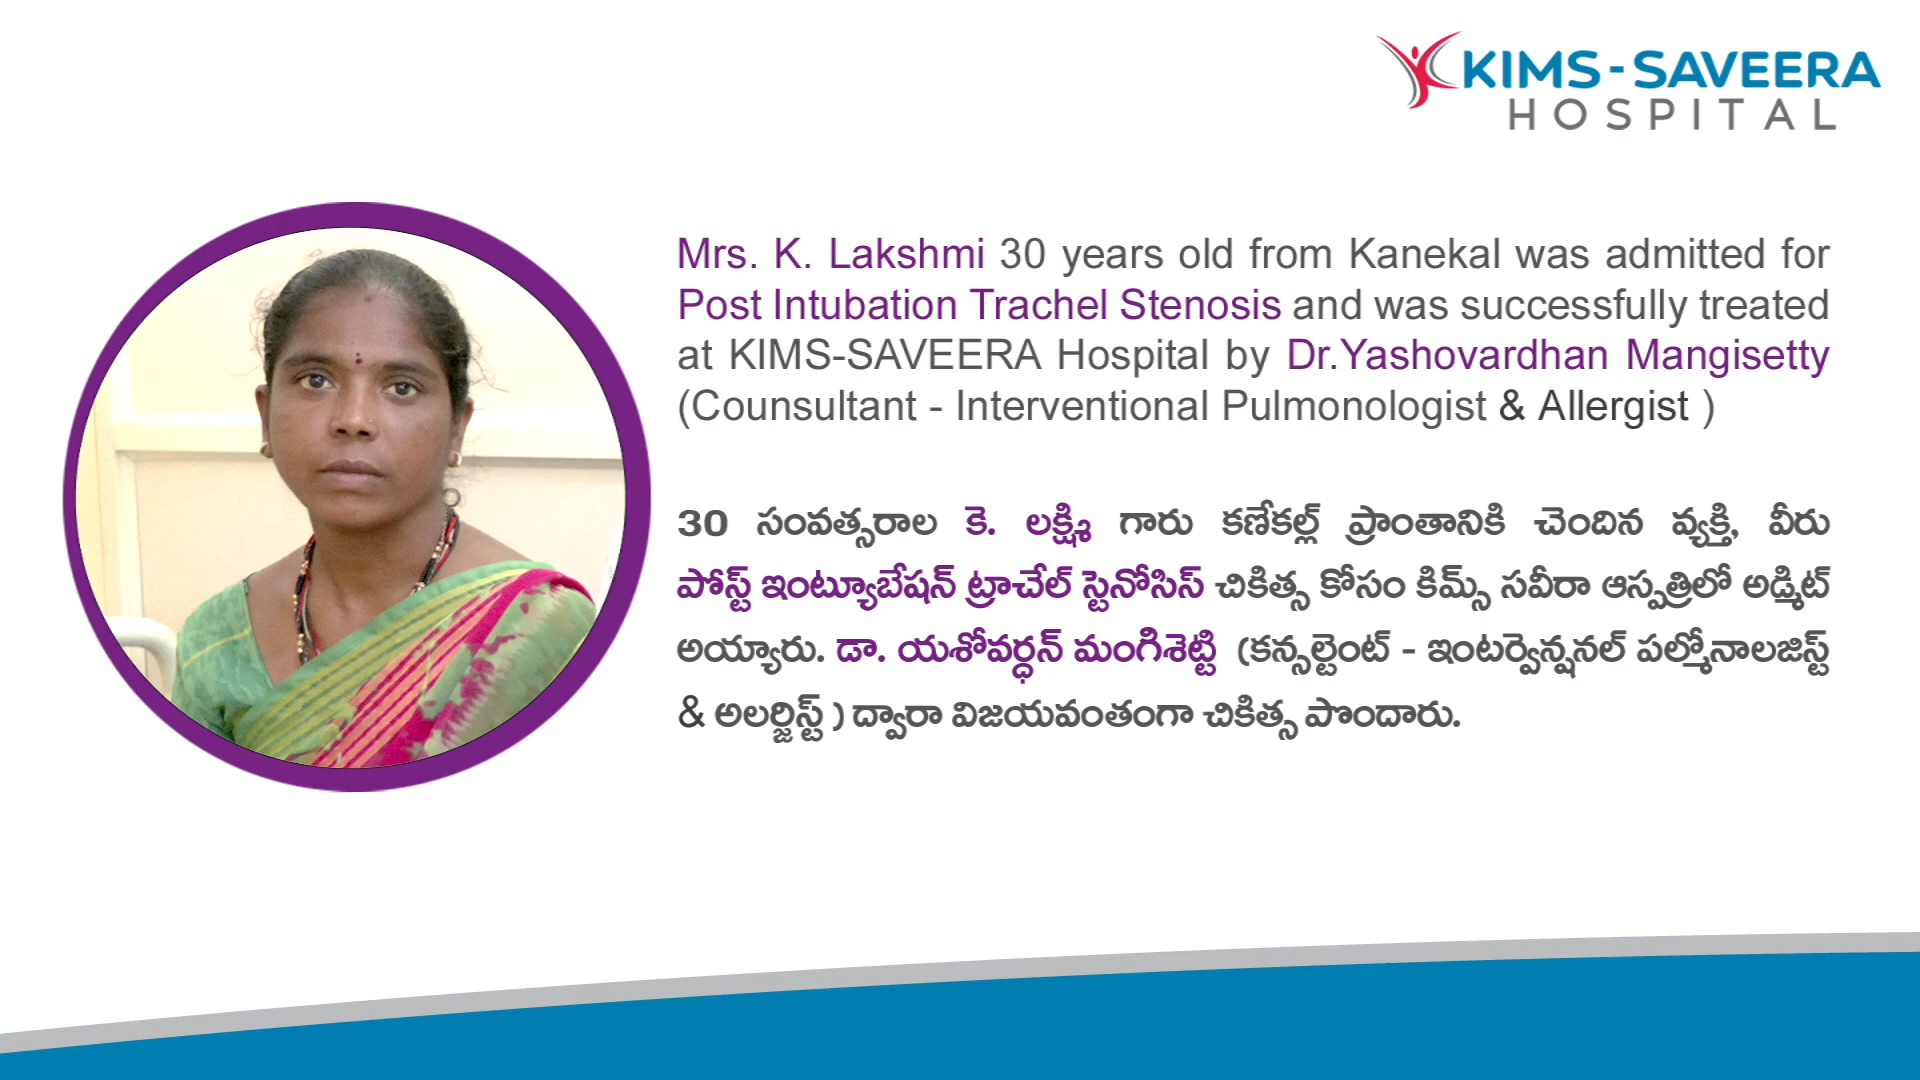 KIMS - SAVEERA
HOSPITAL
Mrs. K. Lakshmi 30 years old from Kanekal was admitted for
Post Intubation Trachel Stenosis and was successfully treated
at KIMS-SAVEERA Hospital by Dr.Yashovardhan Mangisetty
(Counsultant - Interventional Pulmonologist & Allergist )
30 సంవత్సరాల కె. లక్ష్మి గారు కణేకల్ల్ ప్రాంతానికి చెందిన వ్యక్తి, వీరు
పోస్ట్ ఇంట్యూబేషన్ ట్రాచేల్ స్టెనోసిస్ చికిత్స కోసం కిమ్స్ సవీరా ఆస్పత్రిలో అడ్మిట్
అయ్యారు. డా. యశోవర్ధన్ మంగిశెట్టి (కన్సల్టెంట్ - ఇంటర్వెన్షనల్ పల్మోనాలజిస్ట్
& అలర్జిస్ట్ ) ద్వారా విజయవంతంగా చికిత్స పొందారు.